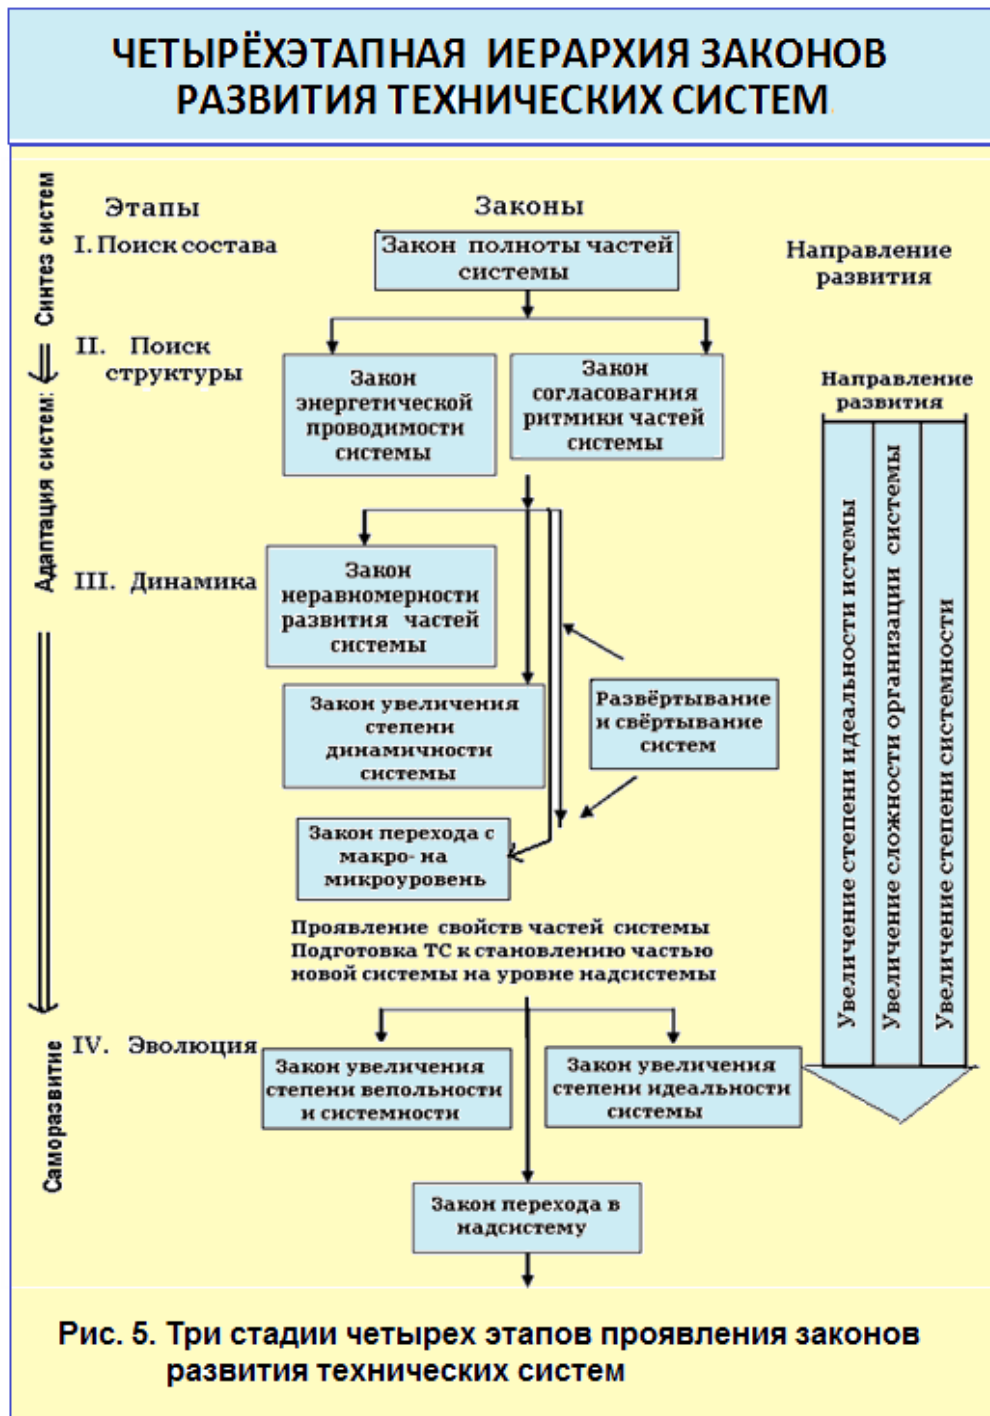 ЧЕТЫРЁХЭТАПНАЯ ИЕРАРХИЯ ЗАКОНОВ
РАЗВИТИЯ ТЕХНИЧЕСКИХ СИСТЕМ
Синтез систем
Адаптация систем:
Саморазвитие
Этапы
Законы
I. Поиск состава
Закон полноты частей
системы
Направление
развития
II. Поиск
структуры
Закон
энергетической
проводимости
системы
Закон
согласовагния
ритмики частей
системы
Направление
развития
III. Динамика
Закон
неравномерности
развития частей
системы
Закон увеличения
степени
динамичности
системы
Развёртывание
и свёртывание
систем
Закон перехода с
макро- на
микроуровень
Увеличение степени идеальности истемы
Увеличение сложности организации системы
Увеличение степени системности
Проявление свойств частей системы
Подготовка ТС к становлению частью
новой системы на уровне надсистемы
IV. Эволюция
Закон увеличения
степени вепольности
и системности
Закон увеличения
степени идеальности
системы
Закон перехода в
надсистему
Рис. 5. Три стадии четырех этапов проявления законов
развития технических систем